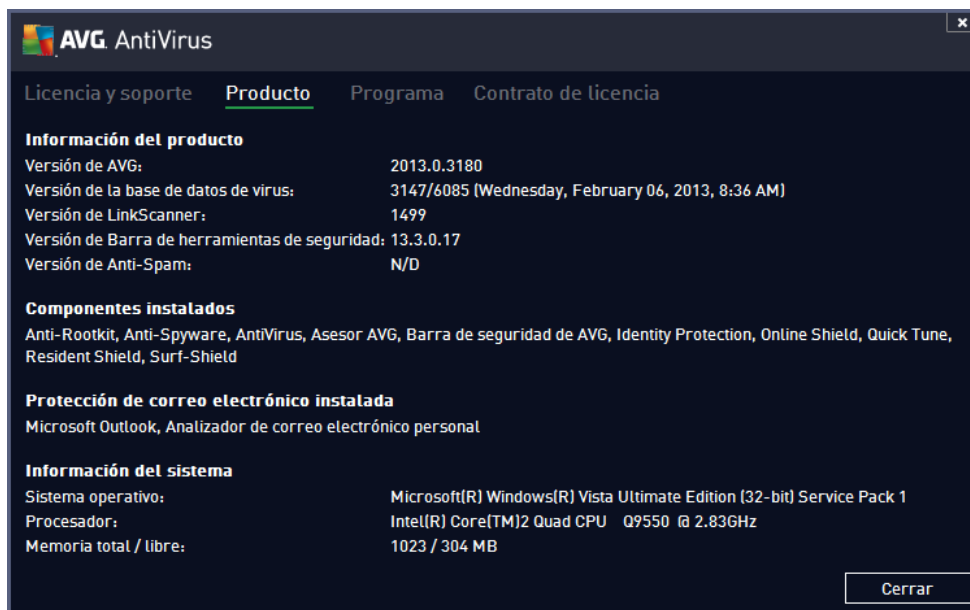 AVG. AntiVirus
Licencia y soporte Producto Programa Contrato de licencia
Información del producto
Versión de AVG: 2013.0.3180
Versión de la base de datos de virus: 3147/6085 (Wednesday, February 06, 2013, 8:36 AM)
Versión de LinkScanner: 1499
Versión de Barra de herramientas de seguridad: 13.3.0.17
Versión de Anti-Spam: N/D
Componentes instalados
Anti-Rootkit, Anti-Spyware, AntiVirus, Asesor AVG, Barra de seguridad de AVG, Identity Protection, Online Shield, Quick Tune,
Resident Shield, Surf-Shield
Protección de correo electrónico instalada
Microsoft Outlook, Analizador de correo electrónico personal
Información del sistema
Sistema operativo: Microsoft(R) Windows(R) Vista Ultimate Edition (32-bit) Service Pack 1
Procesador: Intel(R) Core(TM)2 Quad CPU Q9550 @ 2.83GHz
Memoria total / libre: 1023 / 304 MB
Cerrar